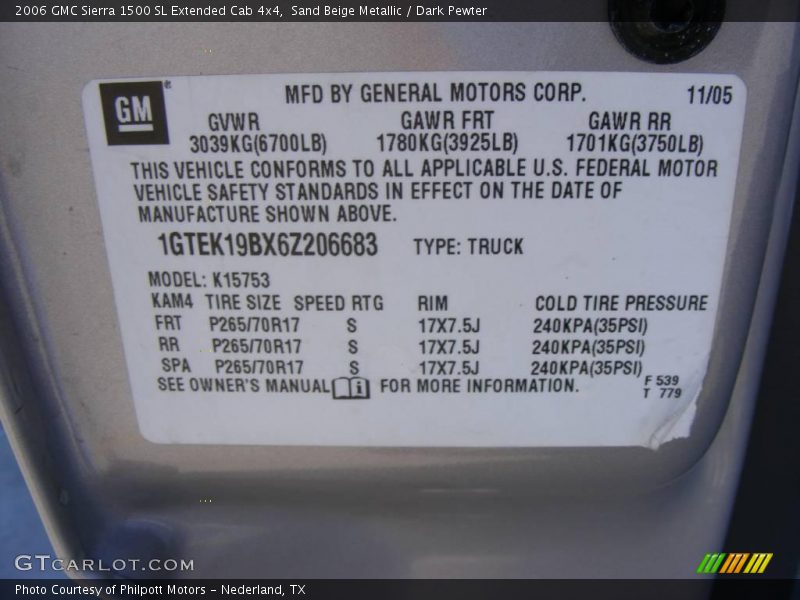 2006 GMC Sierra 1500 SL Extended Cab 4x4,  Sand Beige Metallic / Dark Pewter
GM
MFD BY GENERAL MOTORS CORP. 11/05
GVWR GAWR FRT GAWR RR
3039KG(6700LB) 1780KG(3925LB) 1701KG(3750LB)
THIS VEHICLE CONFORMS TO ALL APPLICABLE U.S. FEDERAL MOTOR
VEHICLE SAFETY STANDARDS IN EFFECT ON THE DATE OF
MANUFACTURE SHOWN ABOVE.
1GTEK19BX6Z206683 TYPE: TRUCK
MODEL: K15753
KAM4 TIRE SIZE SPEED RTG RIM COLD TIRE PRESSURE
FRT P265/70R17 S 17X7.5J 240KPA(35PSI)
RR P265/70R17 S 17X7.5J 240KPA(35PSI)
SPA P265/70R17 S 17X7.5J 240KPA(35PSI)
SEE OWNER'S MANUAL FOR MORE INFORMATION.
F 539
T 779
GTCARLOT.COM
Photo Courtesy of Philpott Motors - Nederland, TX